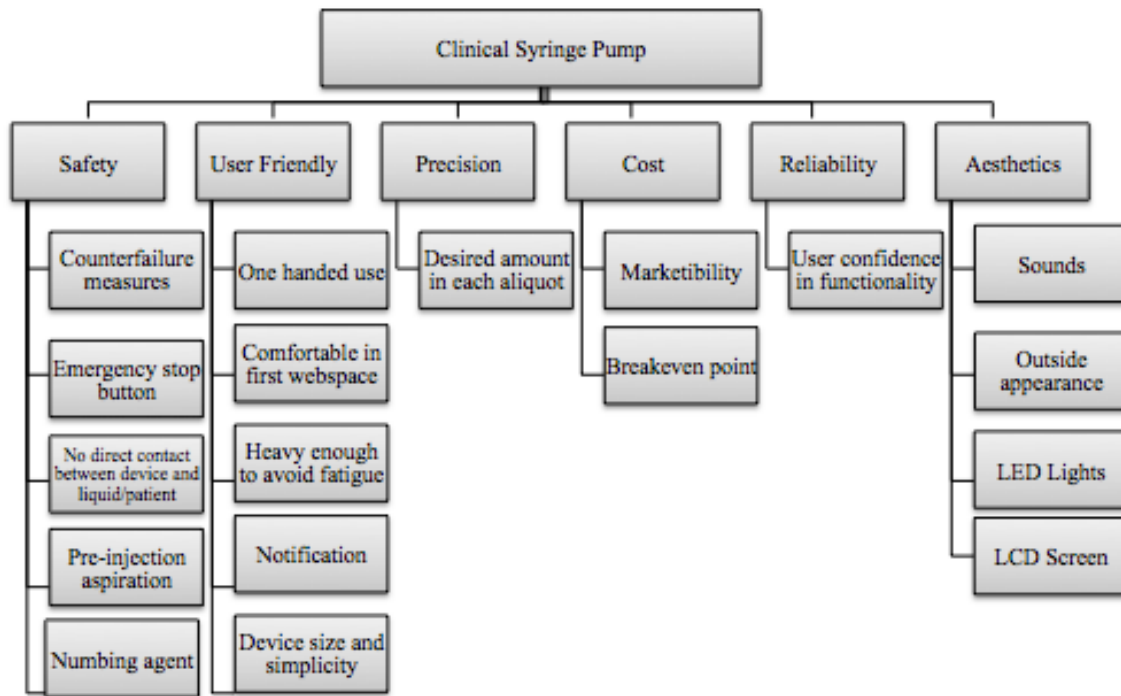 Clinical Syringe Pump
Safety
User Friendly
Precision
Cost
Reliability
Aesthetics
Counterfailure
measures
Emergency stop
button
No direct contact
between device and
liquid/patient
Pre-injection
aspiration
Numbing agent
One handed use
Comfortable in
first webspace
Heavy enough
to avoid fatigue
Notification
Device size and
simplicity
Desired amount
in each aliquot
Marketibility
Breakeven point
User confidence
in functionality
Sounds
Outside
appearance
LED Lights
LCD Screen